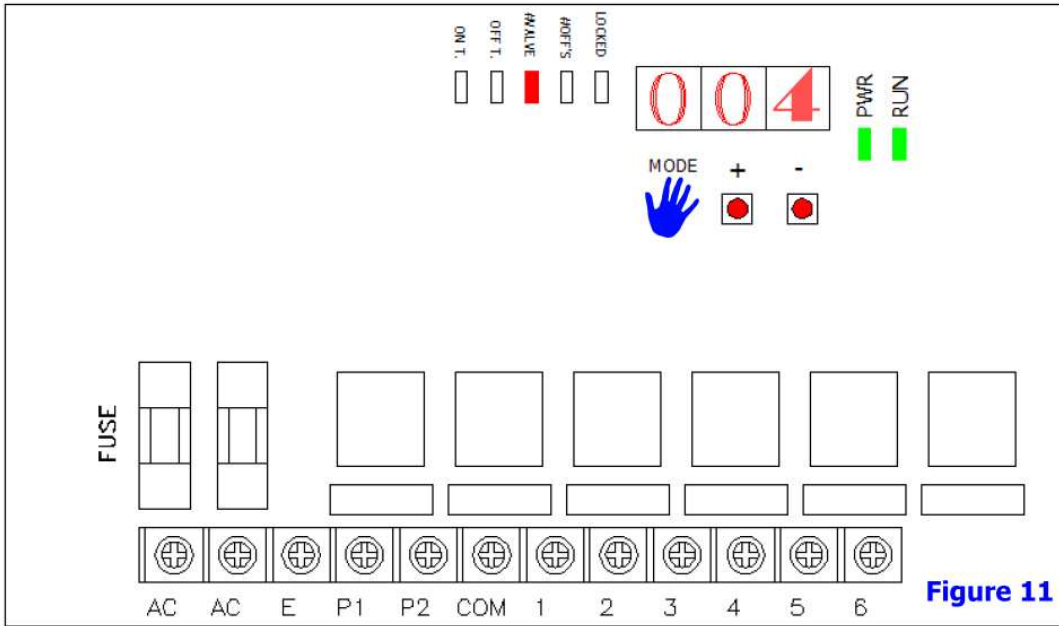 ON T.
OFF T.
#VALVE
#OFF'S
LOCKED
004
PWR
RUN
MODE + -
FUSE
AC AC E P1 P2 COM 1 2 3 4 5 6
Figure 11